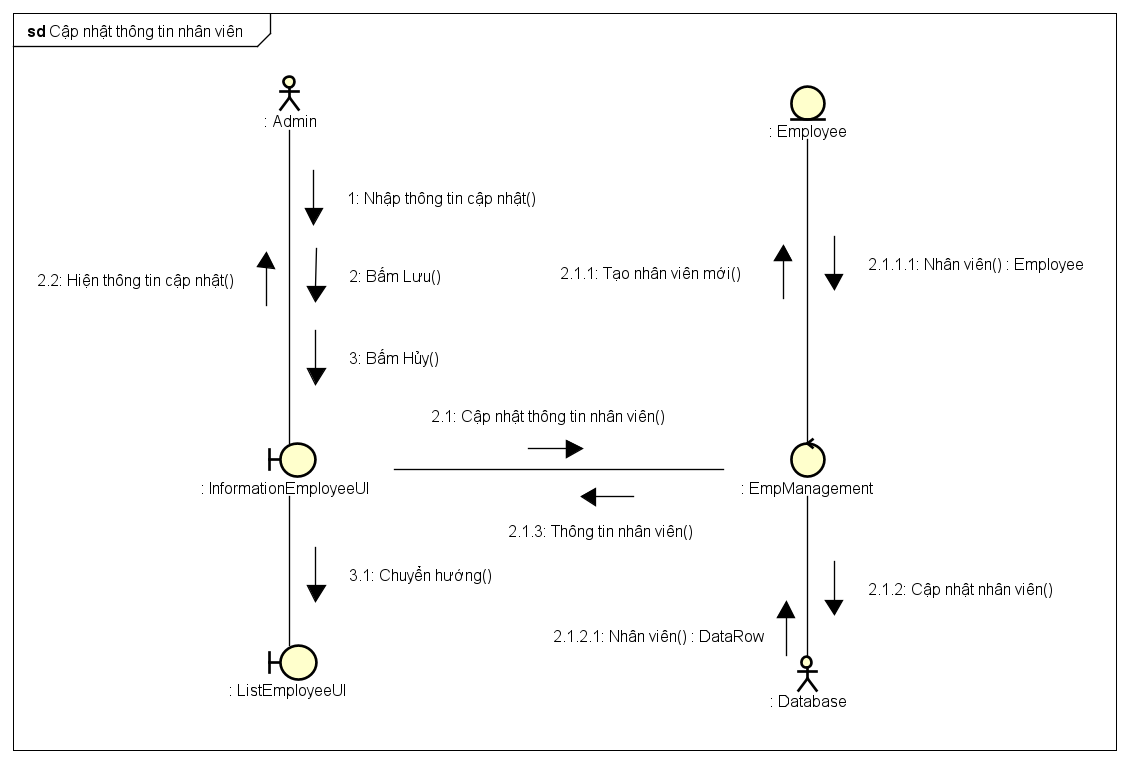 sd Cập nhật thông tin nhân viên
: Admin
: Employee
1: Nhập thông tin cập nhật()
2.2: Hiện thông tin cập nhật()
2: Bấm Lưu()
2.1.1: Tạo nhân viên mới()
2.1.1.1: Nhân viên() : Employee
3: Bấm Hủy()
2.1: Cập nhật thông tin nhân viên()
: InformationEmployeeUI
: EmpManagement
2.1.3: Thông tin nhân viên()
3.1: Chuyển hướng()
2.1.2: Cập nhật nhân viên()
2.1.2.1: Nhân viên() : DataRow
: ListEmployeeUI
: Database